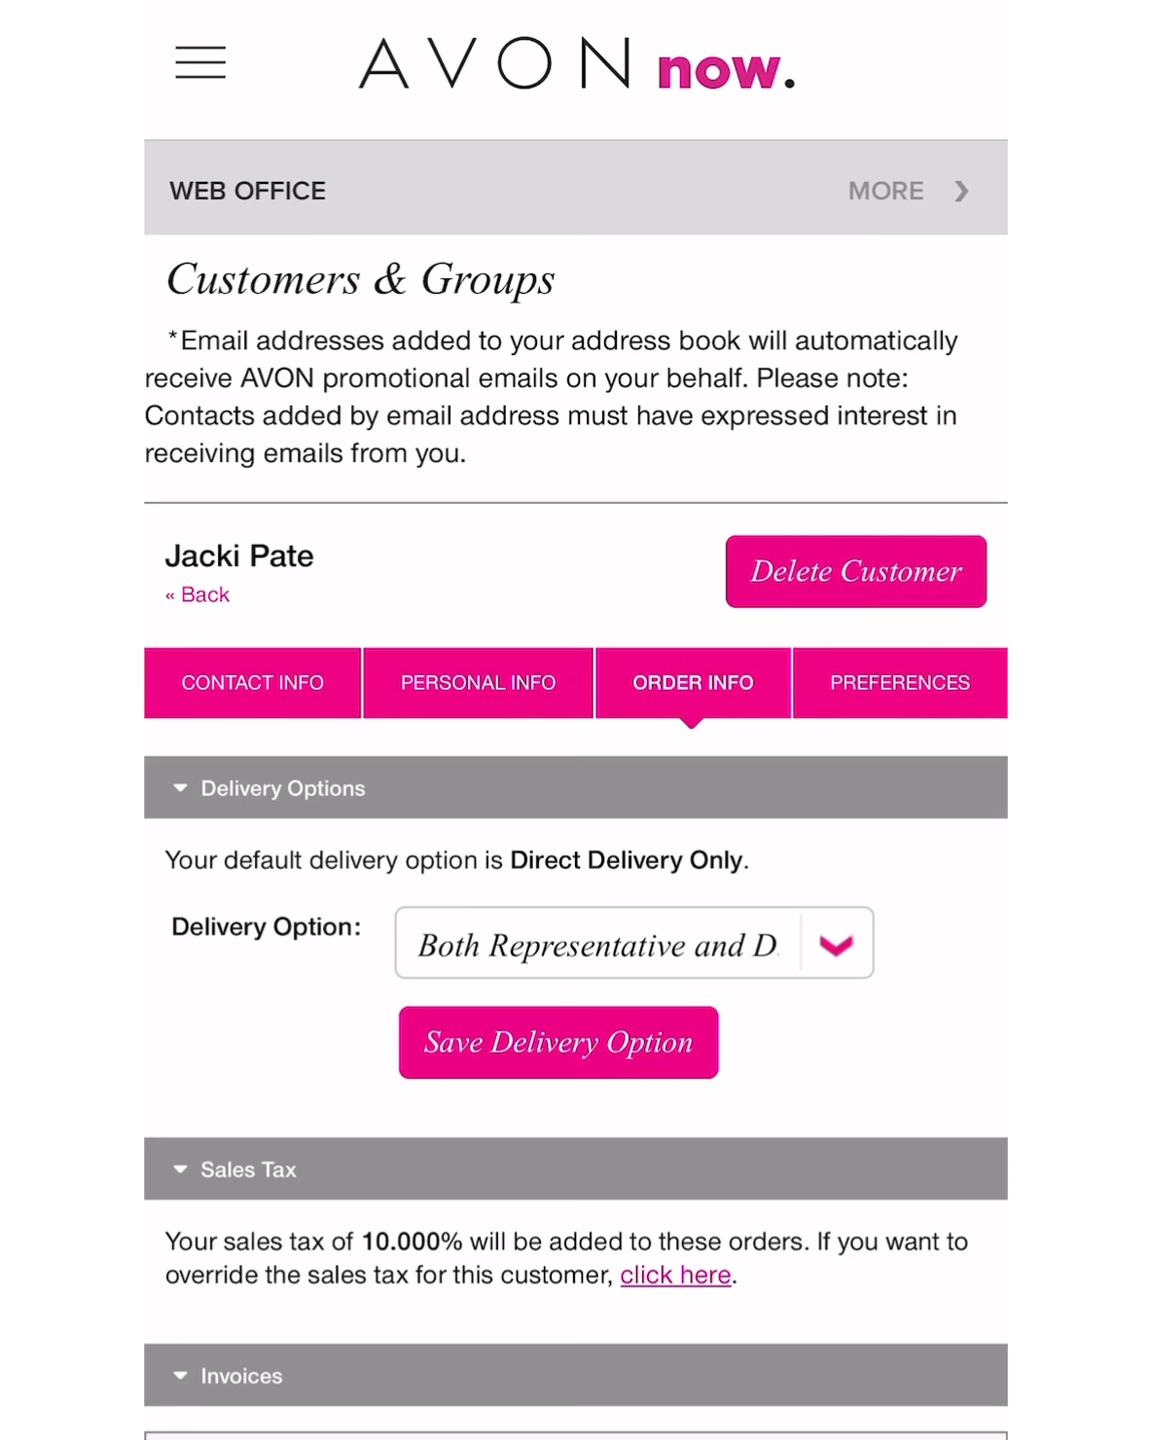 AVON now.
WEB OFFICE MORE ❯
Customers & Groups
*Email addresses added to your address book will automatically
receive AVON promotional emails on your behalf. Please note:
Contacts added by email address must have expressed interest in
receiving emails from you.
Jacki Pate
Delete Customer
« Back
CONTACT INFO PERSONAL INFO ORDER INFO PREFERENCES
Delivery Options
Your default delivery option is Direct Delivery Only.
Delivery Option: Both Representative and D
Save Delivery Option
Sales Tax
Your sales tax of 10.000% will be added to these orders. If you want to
override the sales tax for this customer, click here.
Invoices